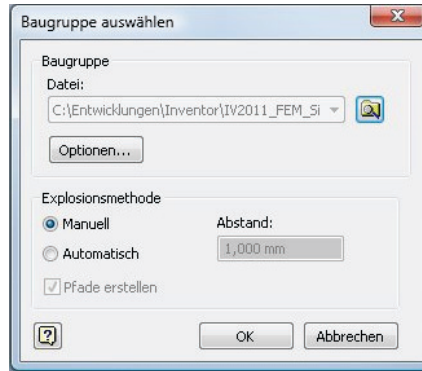 Baugruppe auswählen
Baugruppe
Datei:
C:\Entwicklungen\Inventor\IV2011_FEM_Si
Optionen...
Explosionsmethode
Manuell
Abstand:
Automatisch
1,000 mm
Pfade erstellen
OK
Abbrechen